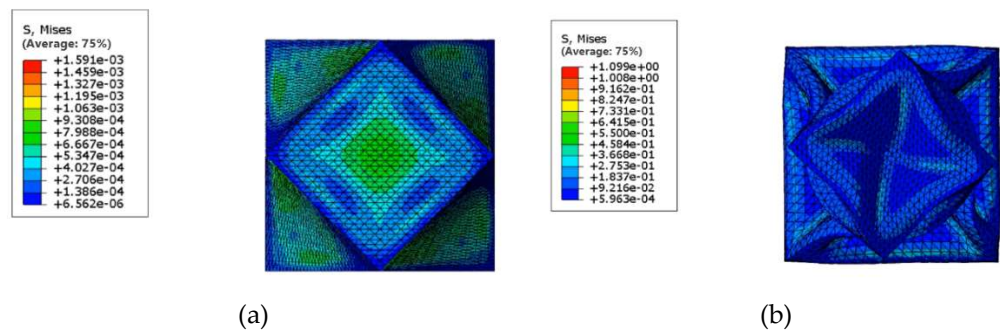 S, Mises
(Average: 75%)
+1.591e-03
+1.459e-03
+1.327e-03
+1.195e-03
+1.063e-03
+9.308e-04
+7.988e-04
+6.667e-04
+5.347e-04
+4.027e-04
+2.706e-04
+1.386e-04
+6.562e-06
(a)
S, Mises
(Average: 75%)
+1.099e+00
+1.008e+00
+9.162e-01
+8.247e-01
+7.331e-01
+6.415e-01
+5.500e-01
+4.584e-01
+3.668e-01
+2.753e-01
+1.837e-01
+9.216e-02
+5.963e-04
(b)